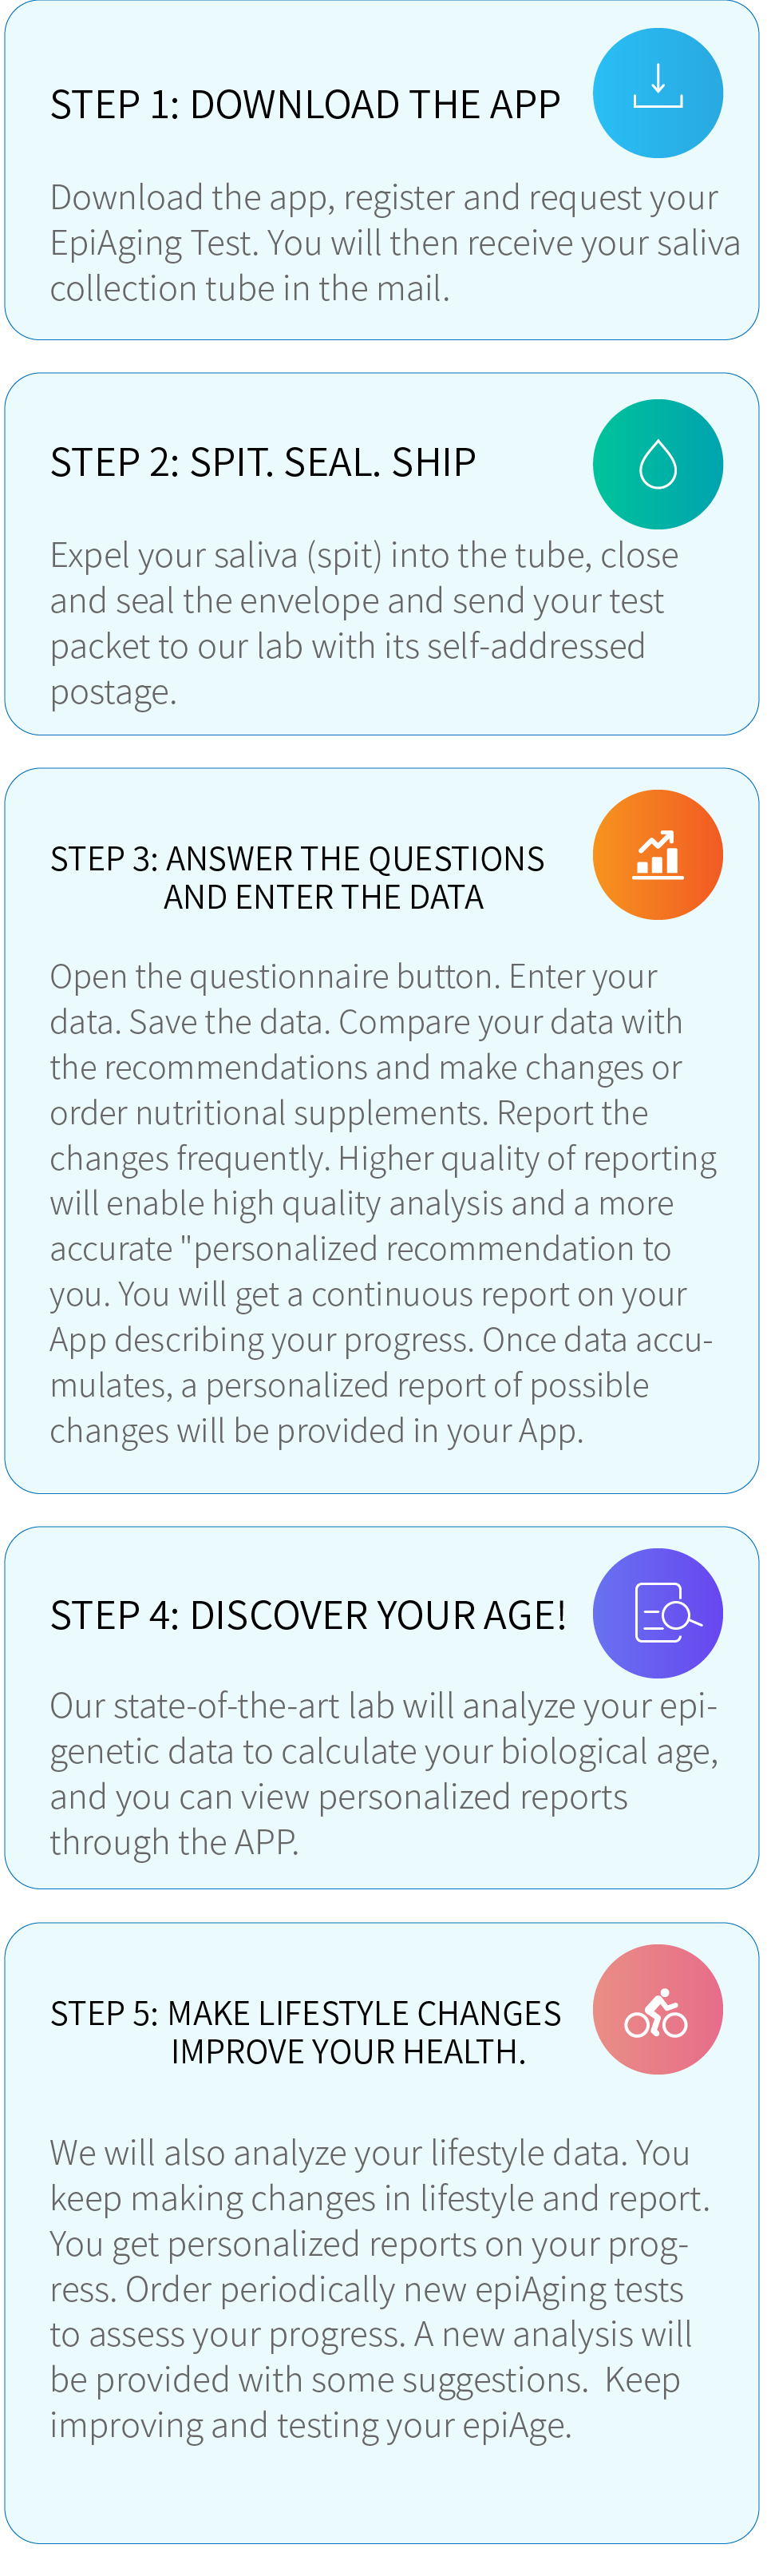 STEP 1: DOWNLOAD THE APP
Download the app, register and request your
EpiAging Test. You will then receive your saliva
collection tube in the mail.
STEP 2: SPIT. SEAL. SHIP
Expel your saliva (spit) into the tube, close
and seal the envelope and send your test
packet to our lab with its self-addressed
postage.
STEP 3: ANSWER THE QUESTIONS
AND ENTER THE DATA
Open the questionnaire button. Enter your
data. Save the data. Compare your data with
the recommendations and make changes or
order nutritional supplements. Report the
changes frequently. Higher quality of reporting
will enable high quality analysis and a more
accurate "personalized recommendation to
you. You will get a continuous report on your
App describing your progress. Once data accu-
mulates, a personalized report of possible
changes will be provided in your App.
STEP 4: DISCOVER YOUR AGE!
Our state-of-the-art lab will analyze your epi-
genetic data to calculate your biological age,
and you can view personalized reports
through the APP.
STEP 5: MAKE LIFESTYLE CHANGES
IMPROVE YOUR HEALTH.
We will also analyze your lifestyle data. You
keep making changes in lifestyle and report.
You get personalized reports on your prog-
ress. Order periodically new epiAging tests
to assess your progress. A new analysis will
be provided with some suggestions.  Keep
improving and testing your epiAge.